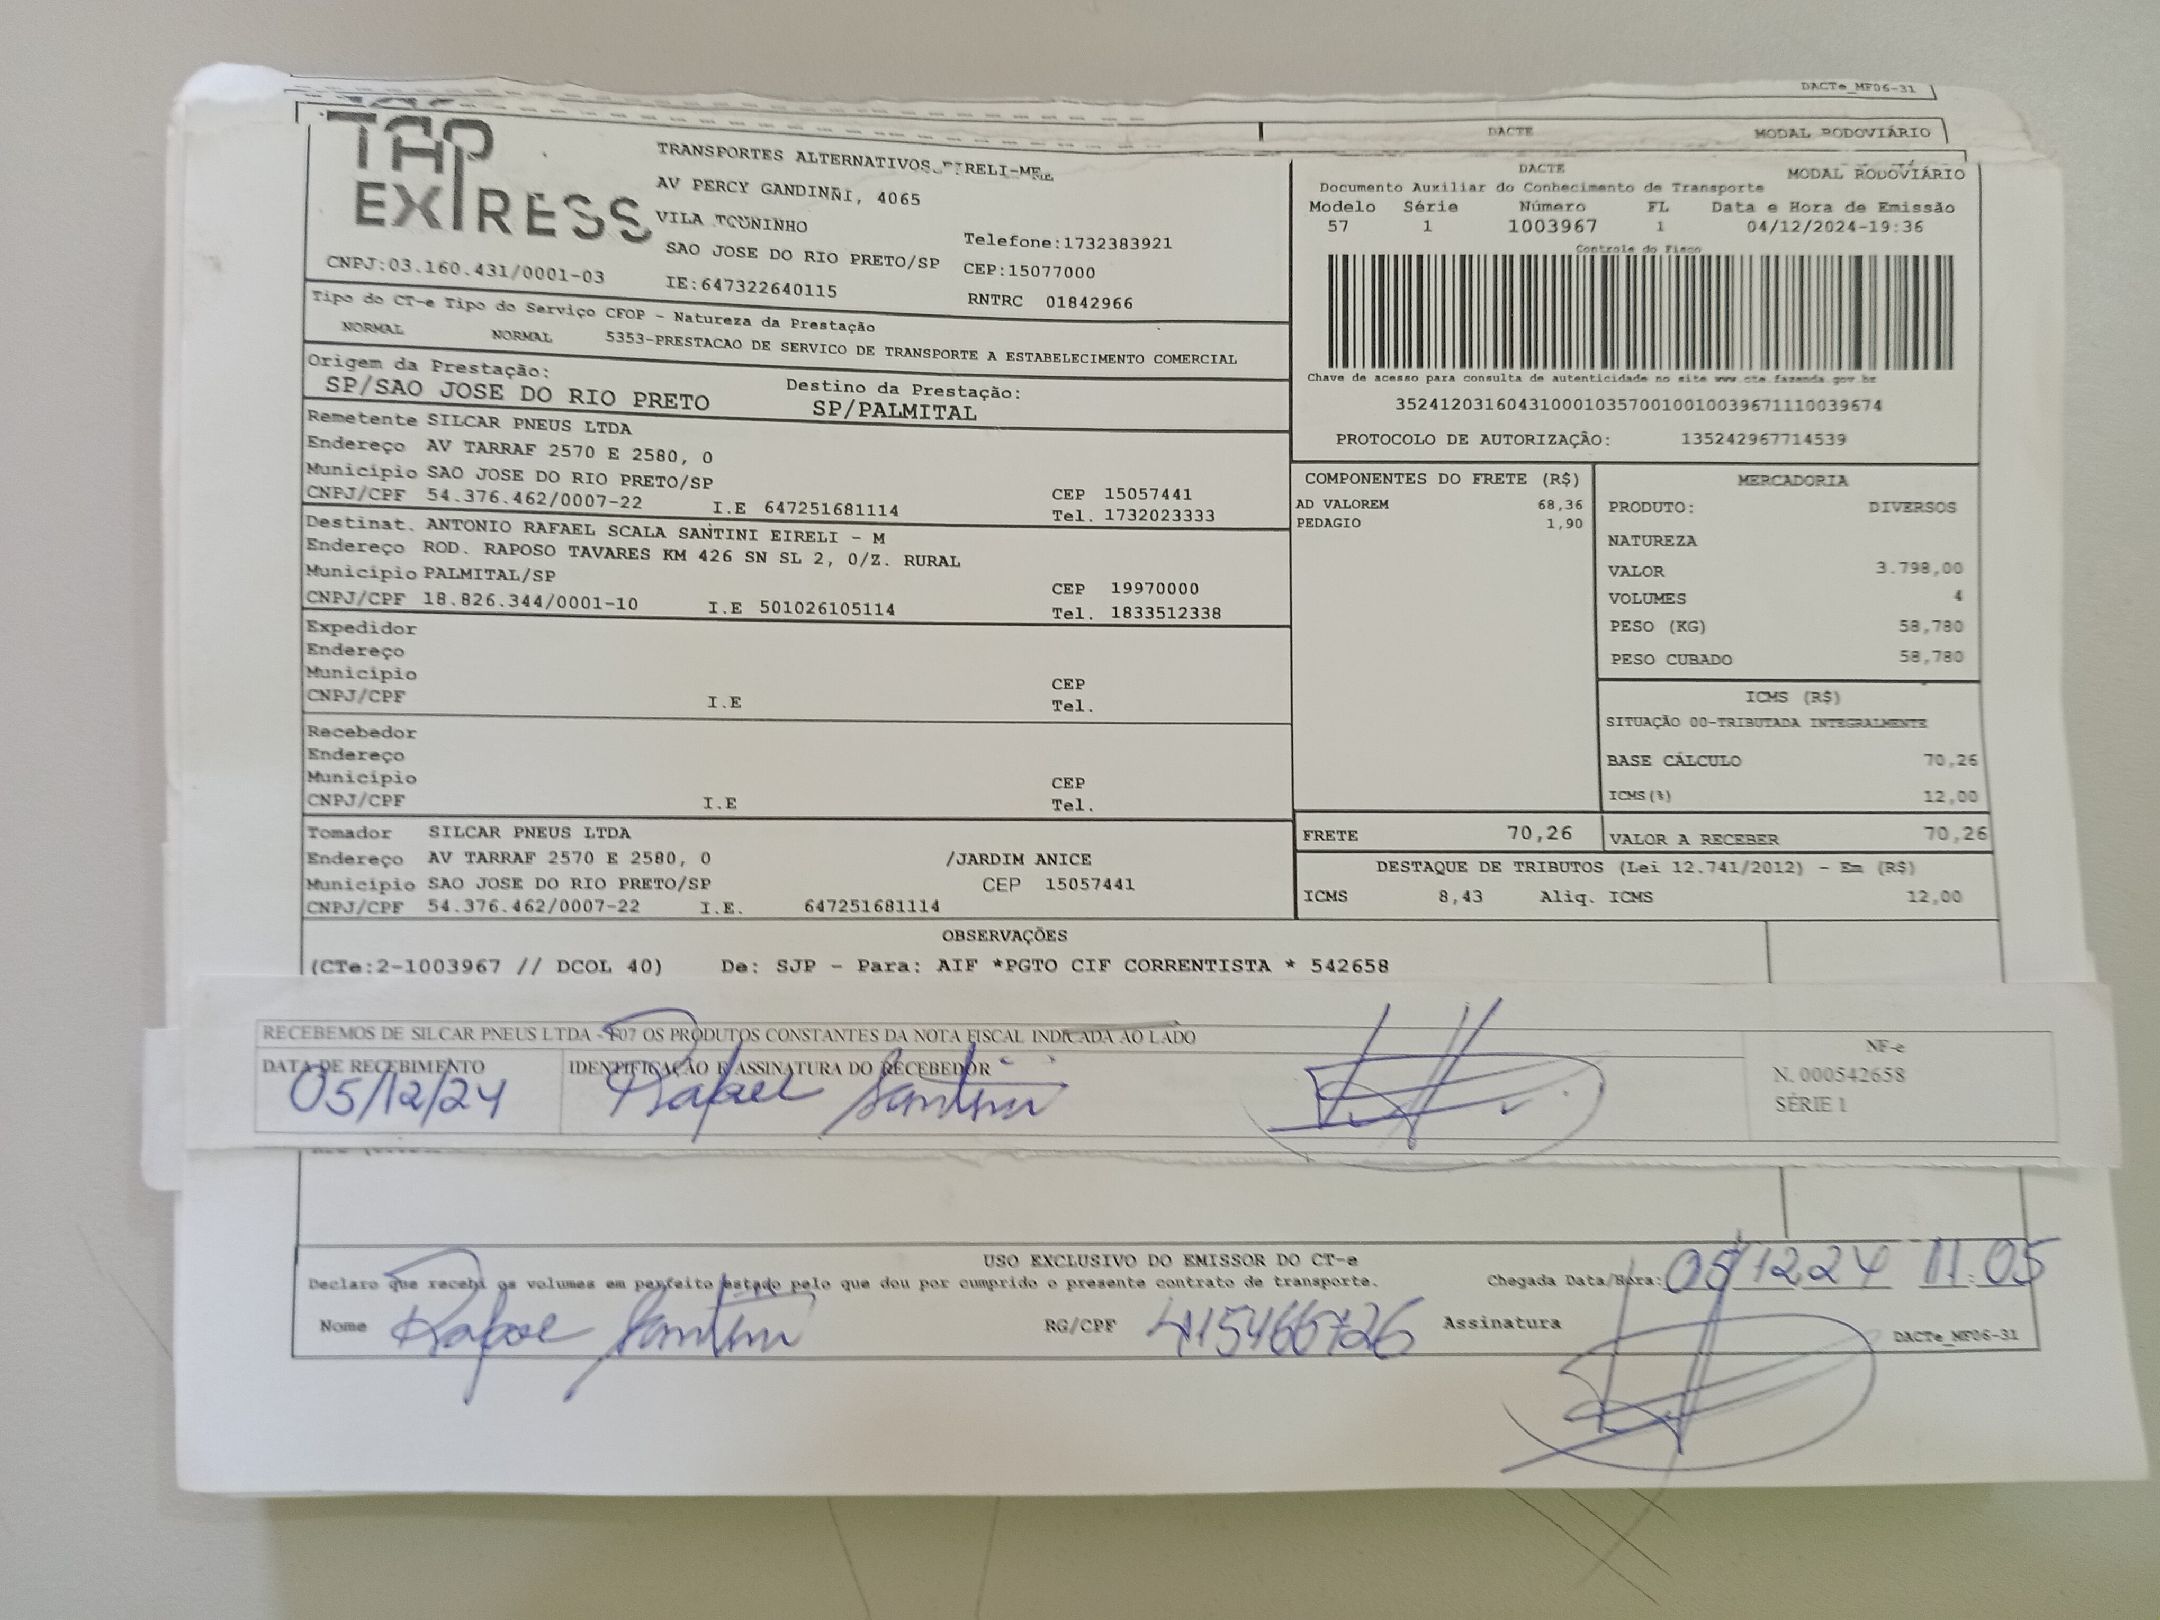 DACTe_MF06-31
DACTE MODAL RODOVIÁRIO
TAP EXPRESS
TRANSPORTES ALTERNATIVOS EIRELI-ME
AV PERCY GANDINNI, 4065
VILA TONINHO
SAO JOSE DO RIO PRETO/SP
Telefone:1732383921
CEP:15077000
CNPJ:03.160.431/0001-03
IE:647322640115
RNTRC 01842966
DACTE MODAL RODOVIÁRIO
Documento Auxiliar do Conhecimento de Transporte
Modelo Série Número FL Data e Hora de Emissão
57 1 1003967 1 04/12/2024-19:36
Controle do Fisco
Chave de acesso para consulta de autenticidade no site www.cte.fazenda.gov.br
35241203160431000103570010010039671110039674
PROTOCOLO DE AUTORIZAÇÃO: 135242967714539
Tipo do CT-e Tipo do Serviço CFOP - Natureza da Prestação
NORMAL NORMAL 5353-PRESTACAO DE SERVICO DE TRANSPORTE A ESTABELECIMENTO COMERCIAL
Origem da Prestação: Destino da Prestação:
SP/SAO JOSE DO RIO PRETO SP/PALMITAL
Remetente SILCAR PNEUS LTDA
Endereço AV TARRAF 2570 E 2580, 0
Município SAO JOSE DO RIO PRETO/SP CEP 15057441
CNPJ/CPF 54.376.462/0007-22 I.E 647251681114 Tel. 1732023333
Destinat. ANTONIO RAFAEL SCALA SANTINI EIRELI - M
Endereço ROD. RAPOSO TAVARES KM 426 SN SL 2, 0/Z. RURAL
Município PALMITAL/SP CEP 19970000
CNPJ/CPF 18.826.344/0001-10 I.E 501026105114 Tel. 1833512338
Expedidor
Endereço
Município CEP
CNPJ/CPF I.E Tel.
Recebedor
Endereço
Município CEP
CNPJ/CPF I.E Tel.
Tomador SILCAR PNEUS LTDA
Endereço AV TARRAF 2570 E 2580, 0 /JARDIM ANICE
Município SAO JOSE DO RIO PRETO/SP CEP 15057441
CNPJ/CPF 54.376.462/0007-22 I.E. 647251681114
COMPONENTES DO FRETE (R$)
AD VALOREM 68,36
PEDAGIO 1,90
MERCADORIA
PRODUTO: DIVERSOS
NATUREZA
VALOR 3.798,00
VOLUMES 4
PESO (KG) 58,780
PESO CUBADO 58,780
ICMS (R$)
SITUAÇÃO 00-TRIBUTADA INTEGRALMENTE
BASE CÁLCULO 70,26
ICMS(%) 12,00
FRETE 70,26 VALOR A RECEBER 70,26
DESTAQUE DE TRIBUTOS (Lei 12.741/2012) - Em (R$)
ICMS 8,43 Aliq. ICMS 12,00
OBSERVAÇÕES
(CTe:2-1003967 // DCOL 40) De: SJP - Para: AIF *PGTO CIF CORRENTISTA * 542658
RECEBEMOS DE SILCAR PNEUS LTDA - F07 OS PRODUTOS CONSTANTES DA NOTA FISCAL INDICADA AO LADO
DATA DE RECEBIMENTO IDENTIFICAÇÃO E ASSINATURA DO RECEBEDOR
05/12/24 Rafael Santini
NF-e
N. 000542658
SÉRIE 1
USO EXCLUSIVO DO EMISSOR DO CT-e
Declaro que recebi os volumes em perfeito estado pelo que dou por cumprido o presente contrato de transporte. Chegada Data/Hora: 05/12 24 11:05
Nome Rafael Santini RG/CPF 415466726 Assinatura
DACTe_MF06-31